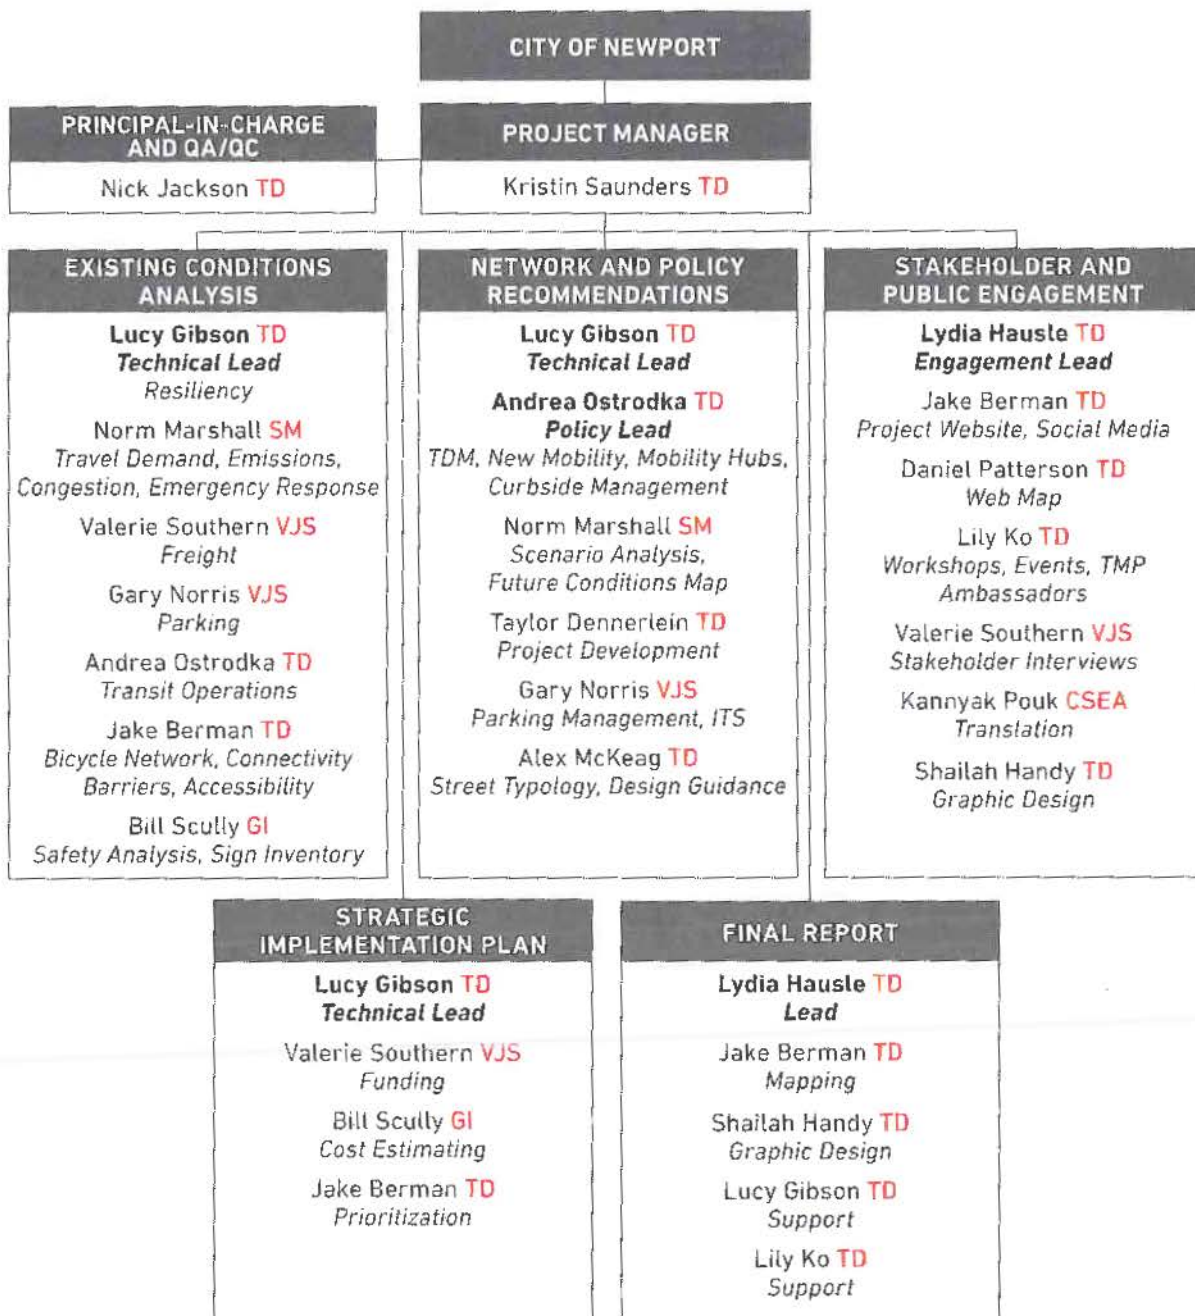 CITY OF NEWPORT
PRINCIPAL-IN-CHARGE
AND QA/QC
Nick Jackson TD
PROJECT MANAGER
Kristin Saunders TD
EXISTING CONDITIONS
ANALYSIS
Lucy Gibson TD
Technical Lead
Resiliency
Norm Marshall SM
Travel Demand, Emissions,
Congestion, Emergency Response
Valerie Southern VJS
Freight
Gary Norris VJS
Parking
Andrea Ostrodka TD
Transit Operations
Jake Berman TD
Bicycle Network, Connectivity
Barriers, Accessibility
Bill Scully GI
Safety Analysis, Sign Inventory
NETWORK AND POLICY
RECOMMENDATIONS
Lucy Gibson TD
Technical Lead
Andrea Ostrodka TD
Policy Lead
TDM, New Mobility, Mobility Hubs,
Curbside Management
Norm Marshall SM
Scenario Analysis,
Future Conditions Map
Taylor Dennerlein TD
Project Development
Gary Norris VJS
Parking Management, ITS
Alex McKeag TD
Street Typology, Design Guidance
STAKEHOLDER AND
PUBLIC ENGAGEMENT
Lydia Hausle TD
Engagement Lead
Jake Berman TD
Project Website, Social Media
Daniel Patterson TD
Web Map
Lily Ko TD
Workshops, Events, TMP
Ambassadors
Valerie Southern VJS
Stakeholder Interviews
Kannyak Pouk CSEA
Translation
Shailah Handy TD
Graphic Design
STRATEGIC
IMPLEMENTATION PLAN
Lucy Gibson TD
Technical Lead
Valerie Southern VJS
Funding
Bill Scully GI
Cost Estimating
Jake Berman TD
Prioritization
FINAL REPORT
Lydia Hausle TD
Lead
Jake Berman TD
Mapping
Shailah Handy TD
Graphic Design
Lucy Gibson TD
Support
Lily Ko TD
Support